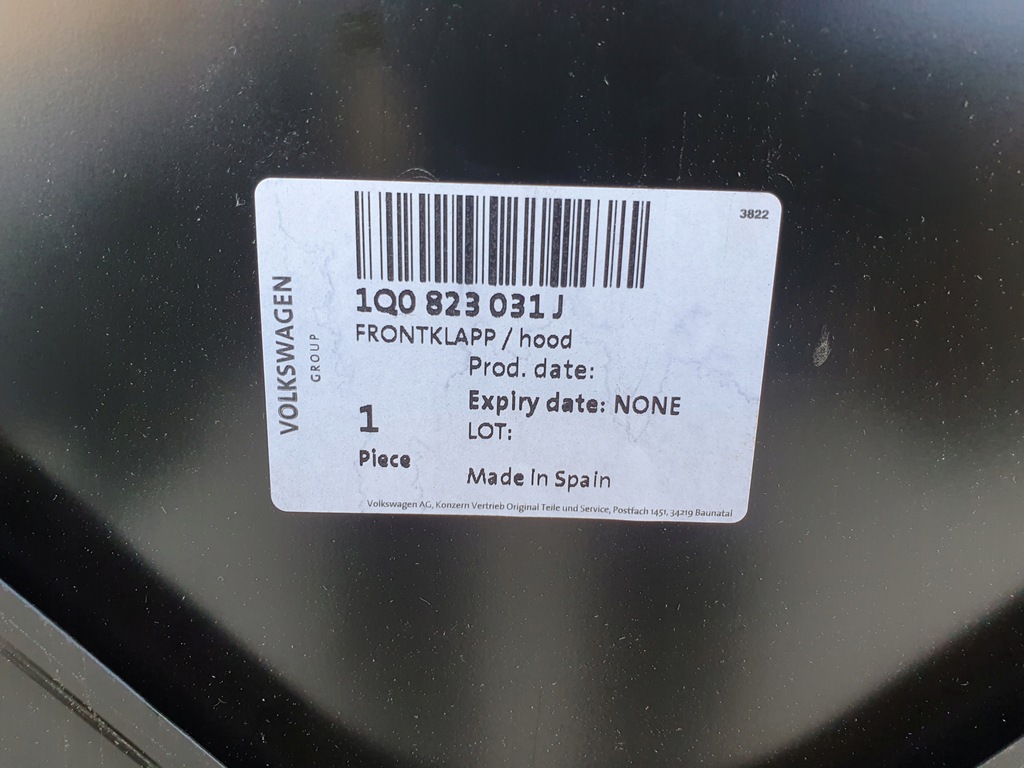 3822
1Q0 823 031 J
FRONTKLAPP / hood
Prod. date:
Expiry date: NONE
LOT:
1
Piece
Made in Spain
VOLKSWAGEN
GROUP
Volkswagen AG, Konzern Vertrieb Original Teile und Service, Postfach 1451, 34219 Baunatal